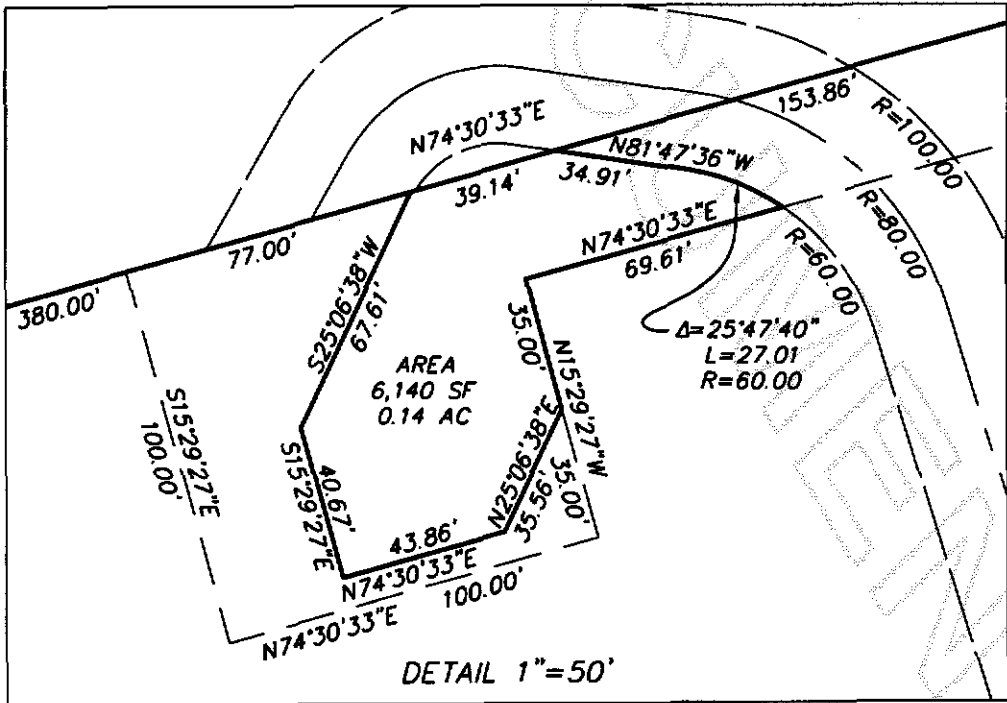 153.86'
R=100.00
N74°30'33"E
N81°47'36"W
39.14'
34.91'
R=80.00
77.00'
N74°30'33"E
69.61'
R=60.00
380.00'
S25°06'38"W
67.61'
35.00'
N15°29'27"W
Δ=25°47'40"
L=27.01
R=60.00
AREA
6,140 SF
0.14 AC
S15°29'27"E
100.00'
S15°29'27"E
40.67'
N25°06'38"E
35.56'
35.00'
43.86'
N74°30'33"E
100.00'
N74°30'33"E
DETAIL 1"=50'